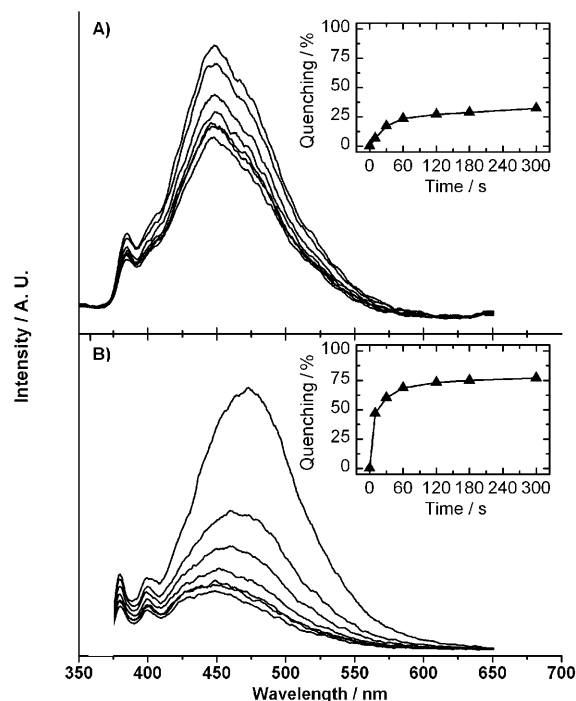 A)
Quenching / %
100
75
50
25
0
0 60 120 180 240 300
Time / s
Intensity / A. U.
B)
Quenching / %
100
75
50
25
0
0 60 120 180 240 300
Time / s
350 400 450 500 550 600 650 700
Wavelength / nm